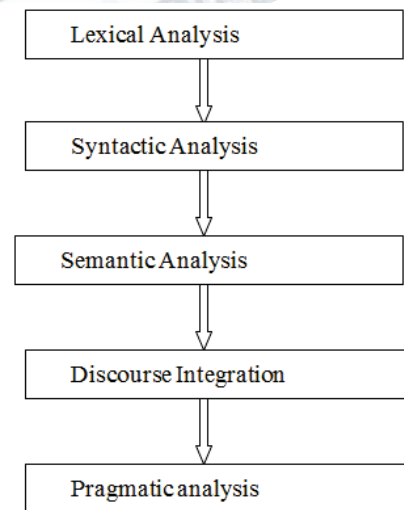 Lexical Analysis
Syntactic Analysis
Semantic Analysis
Discourse Integration
Pragmatic analysis